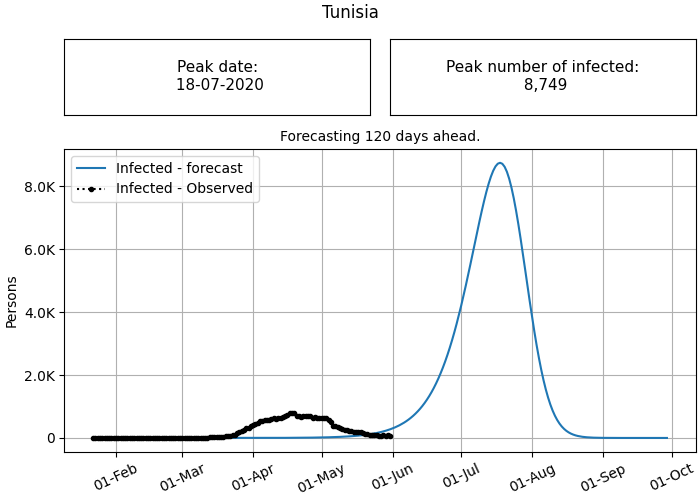 Tunisia
Peak date:
18-07-2020
Peak number of infected:
8,749
Forecasting 120 days ahead.
Infected - forecast
Infected - Observed
Persons
8.0K
6.0K
4.0K
2.0K
0
01-Feb
01-Mar
01-Apr
01-May
01-Jun
01-Jul
01-Aug
01-Sep
01-Oct